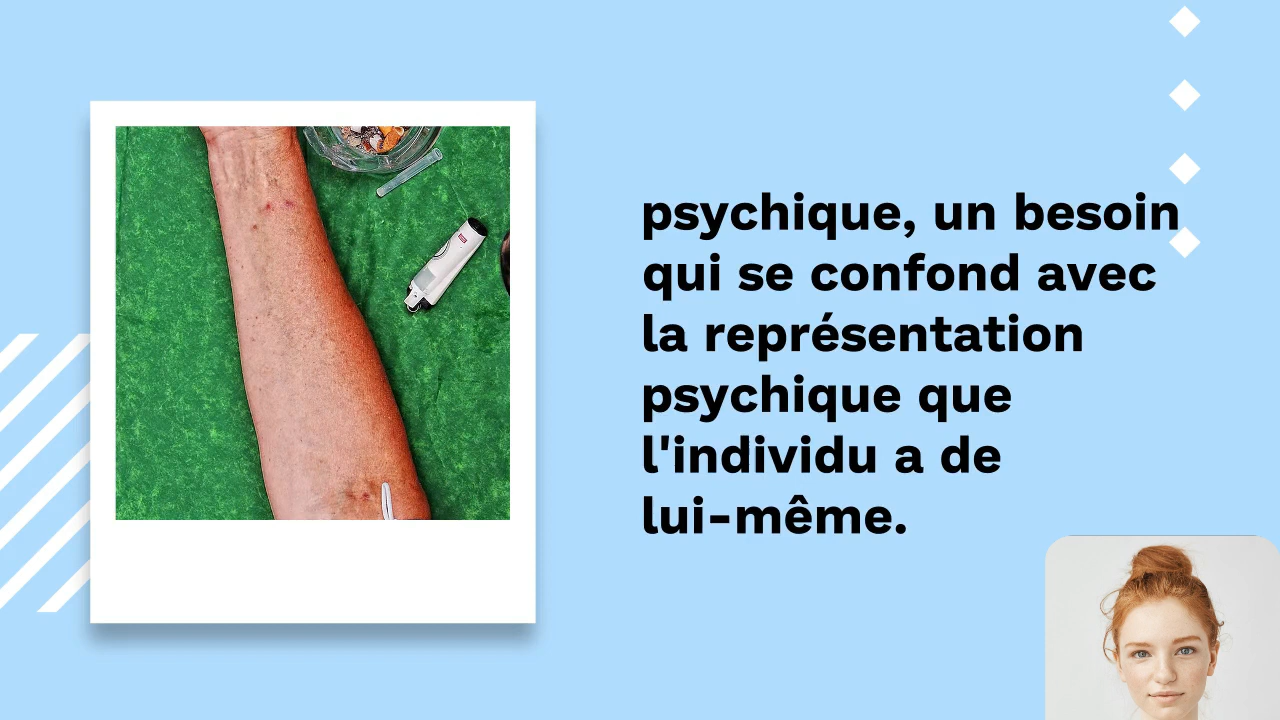 psychique, un besoin
qui se confond avec
la représentation
psychique que
l'individu a de
lui-même.